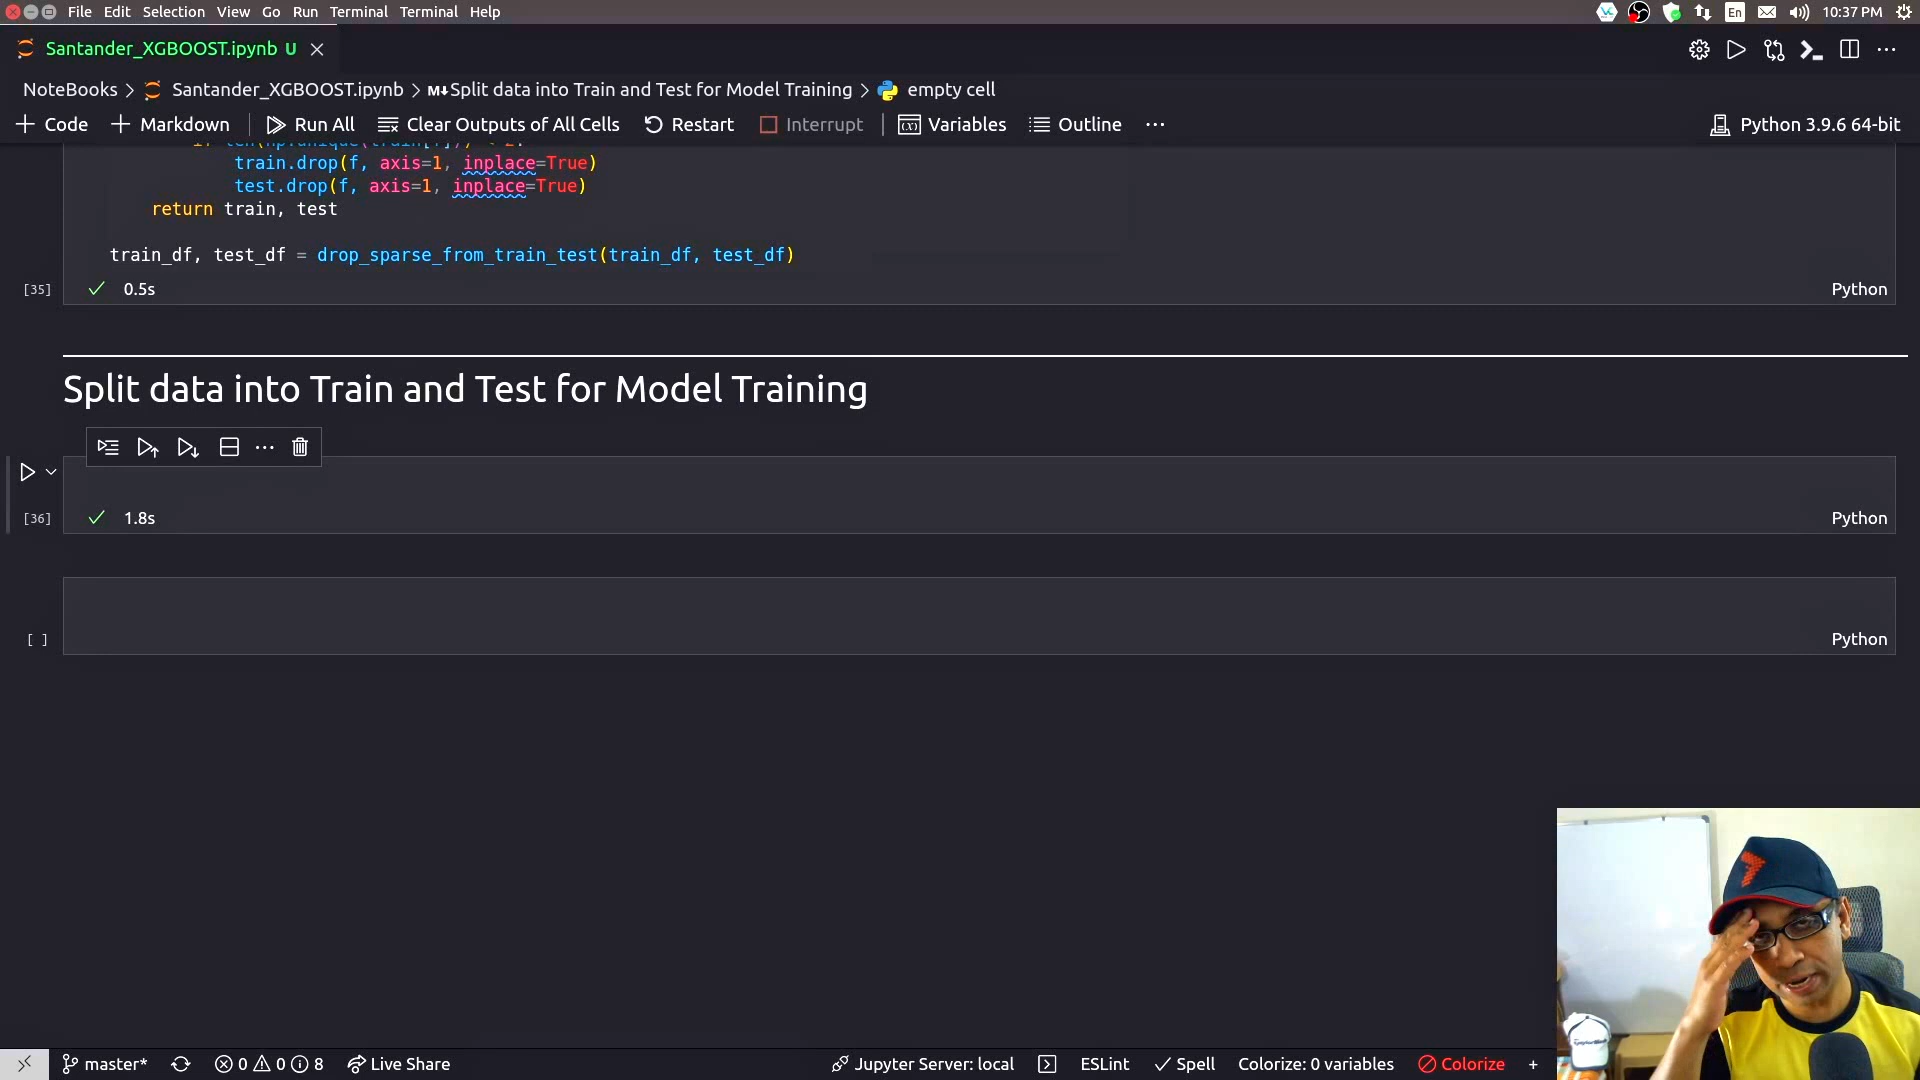 File Edit Selection View Go Run Terminal Terminal Help
En 10:37 PM
Santander_XGBOOST.ipynb U
NoteBooks > Santander_XGBOOST.ipynb > M↓Split data into Train and Test for Model Training > empty cell
+ Code + Markdown Run All Clear Outputs of All Cells Restart Interrupt (x) Variables Outline ... Python 3.9.6 64-bit
train.drop(f, axis=1, inplace=True)
test.drop(f, axis=1, inplace=True)
return train, test
train_df, test_df = drop_sparse_from_train_test(train_df, test_df)
[35] ✓ 0.5s Python
Split data into Train and Test for Model Training
[36] ✓ 1.8s Python
[ ] Python
master* 0 0 8 Live Share Jupyter Server: local ESLint ✓ Spell Colorize: 0 variables Colorize +